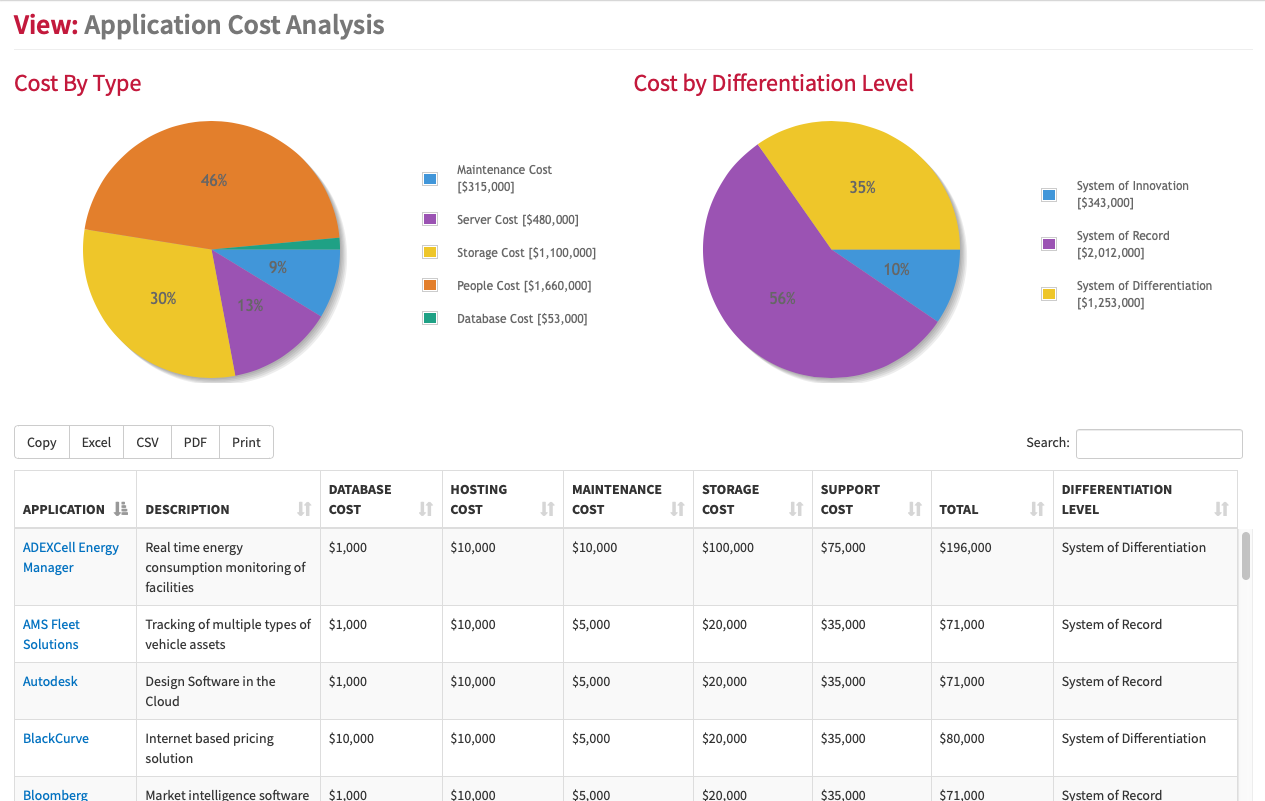 View: Application Cost Analysis
Cost By Type
46%
9%
30%
13%
Maintenance Cost
[$315,000]
Server Cost [$480,000]
Storage Cost [$1,100,000]
People Cost [$1,660,000]
Database Cost [$53,000]
Cost by Differentiation Level
35%
10%
56%
System of Innovation
[$343,000]
System of Record
[$2,012,000]
System of Differentiation
[$1,253,000]
Copy Excel CSV PDF Print
Search:
APPLICATION DESCRIPTION DATABASE COST HOSTING COST MAINTENANCE COST STORAGE COST SUPPORT COST TOTAL DIFFERENTIATION LEVEL
ADEXCell Energy Manager Real time energy consumption monitoring of facilities $1,000 $10,000 $10,000 $100,000 $75,000 $196,000 System of Differentiation
AMS Fleet Solutions Tracking of multiple types of vehicle assets $1,000 $10,000 $5,000 $20,000 $35,000 $71,000 System of Record
Autodesk Design Software in the Cloud $1,000 $10,000 $5,000 $20,000 $35,000 $71,000 System of Record
BlackCurve Internet based pricing solution $10,000 $10,000 $5,000 $20,000 $35,000 $80,000 System of Differentiation
Bloomberg Market intelligence software $1,000 $10,000 $5,000 $20,000 $35,000 $71,000 System of Record